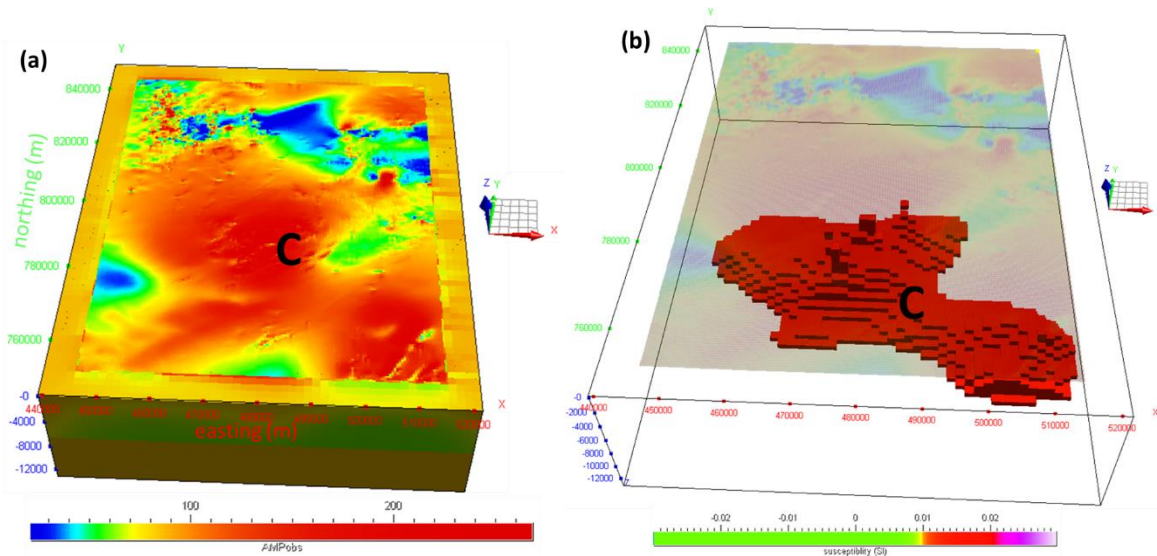 (a)
Y
840000
820000
800000
780000
760000
northing (m)
C
Z
Y
X
-0
-4000
-8000
-12000
440000
easting (m)
X
100
200
AMPobs
(b)
Y
840000
820000
800000
780000
760000
C
Z
Y
X
-0
-2000
-4000
-6000
-8000
-10000
-12000
Z
440000
450000
460000
470000
480000
490000
500000
510000
520000
X
-0.02
-0.01
0
0.01
0.02
susceptibility (SI)